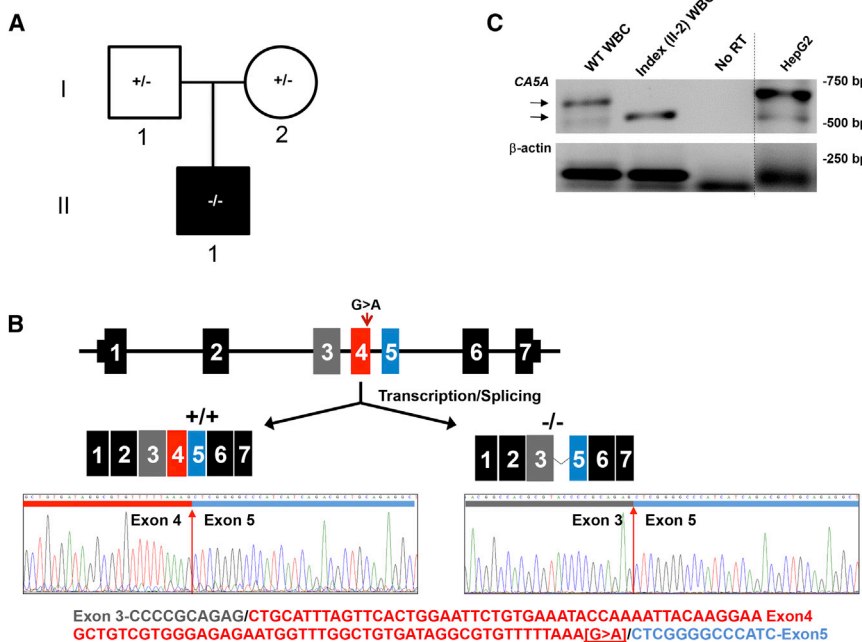 A
I
+/-
+/-
1
2
II
-/-
1
C
WT WBC
Index (II-2) WBC
No RT
HepG2
CA5A
-750 bp
-500 bp
β-actin
-250 bp
B
G>A
1 2 3 4 5 6 7
Transcription/Splicing
+/+
-/-
1 2 3 4 5 6 7
1 2 3 5 6 7
Exon 4 Exon 5
Exon 3 Exon 5
Exon 3-CCCCGCAGAG/CTGCATTTAGTTCACTGGAATTCTGTGAAATACCAAAATTACAAGGAA Exon4
GCTGTCGTGGGAGAGAATGGTTTGGCTGTGATAGGCGTGTTTTTAAA[G>A]/CTCGGGGCCCATC-Exon5